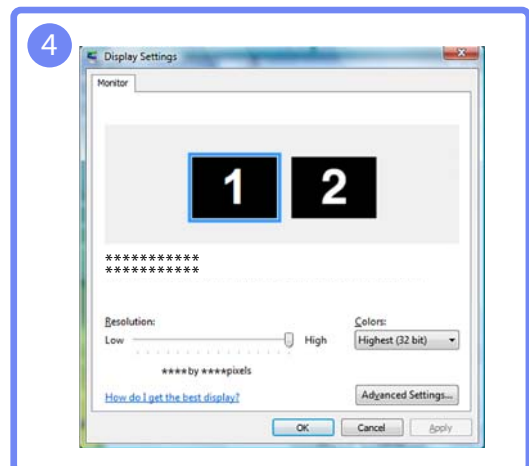 4
Display Settings
Monitor
1 2
***********
***********
Resolution:
Colors:
Low High
Highest (32 bit)
****by ****pixels
How do I get the best display?
Advanced Settings...
OK Cancel Apply